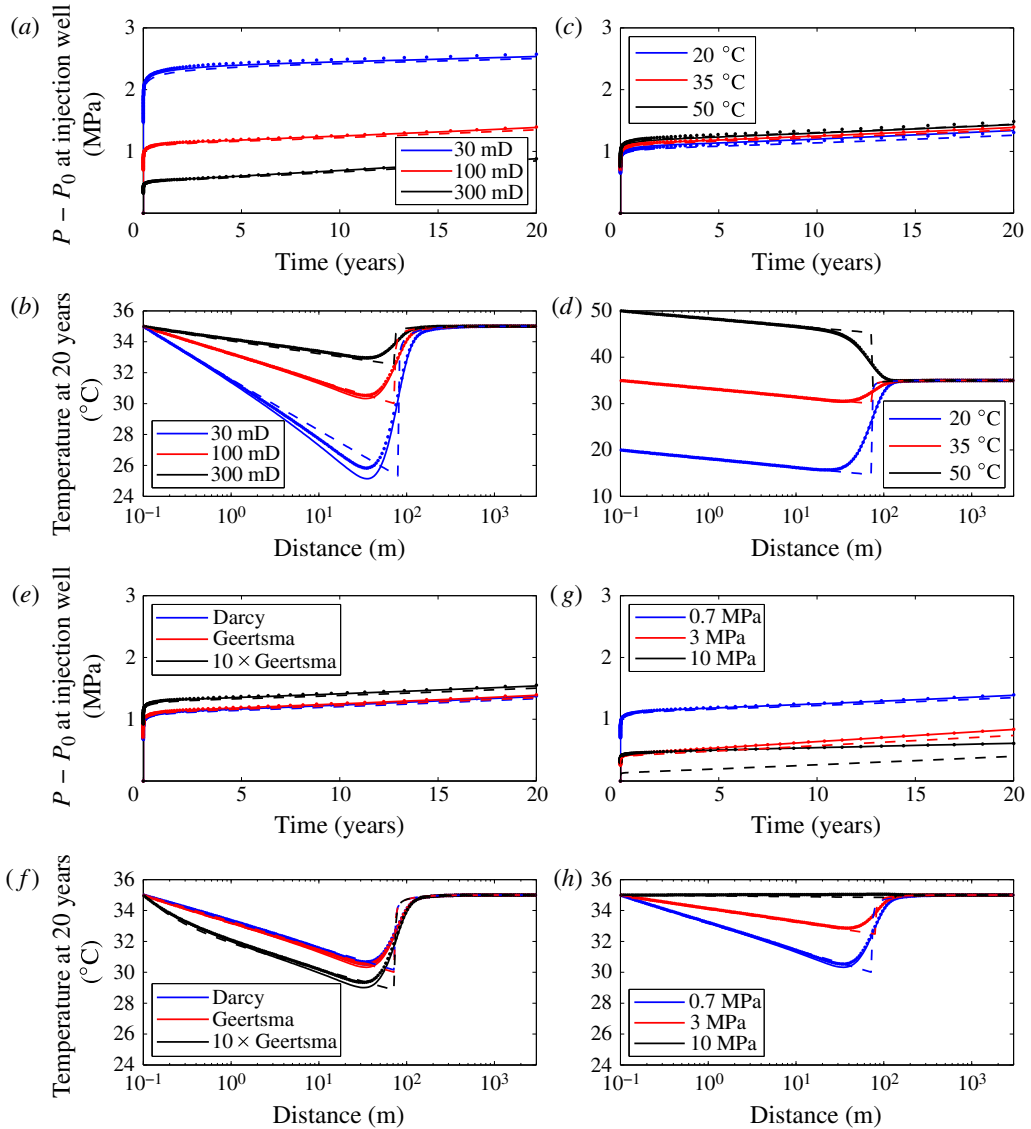 (a)
P − P0 at injection well
(MPa)
3
2
1
0
5
10
15
20
Time (years)
30 mD
100 mD
300 mD
(c)
3
2
1
0
5
10
15
20
Time (years)
20 °C
35 °C
50 °C
(b)
Temperature at 20 years
(°C)
36
34
32
30
28
26
24
10−1
100
101
102
103
Distance (m)
30 mD
100 mD
300 mD
(d)
50
40
30
20
10
10−1
100
101
102
103
Distance (m)
20 °C
35 °C
50 °C
(e)
P − P0 at injection well
(MPa)
3
2
1
0
5
10
15
20
Time (years)
Darcy
Geertsma
10 × Geertsma
(g)
3
2
1
0
5
10
15
20
Time (years)
0.7 MPa
3 MPa
10 MPa
(f)
Temperature at 20 years
(°C)
36
34
32
30
28
26
24
10−1
100
101
102
103
Distance (m)
Darcy
Geertsma
10 × Geertsma
(h)
36
34
32
30
28
26
24
10−1
100
101
102
103
Distance (m)
0.7 MPa
3 MPa
10 MPa